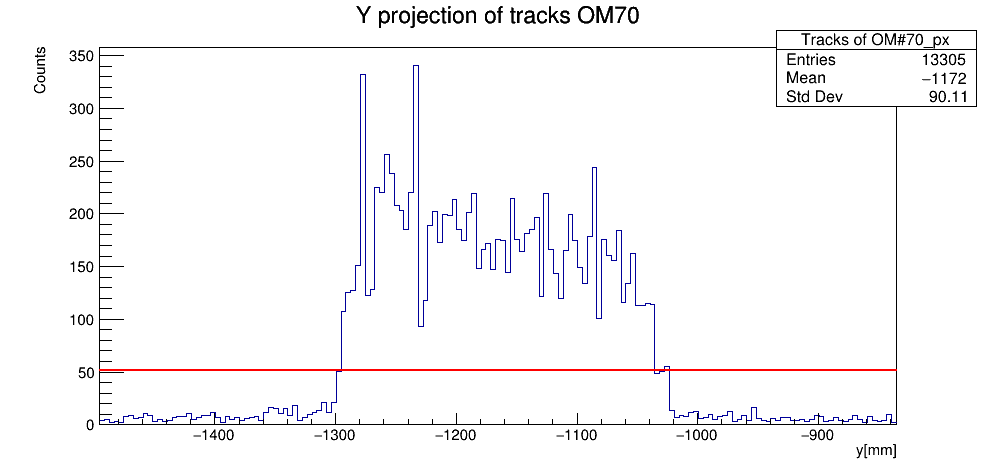 Y projection of tracks OM70
Tracks of OM#70_px
Entries 13305
Mean −1172
Std Dev 90.11
Counts
350
300
250
200
150
100
50
0
−1400 −1300 −1200 −1100 −1000 −900
y[mm]